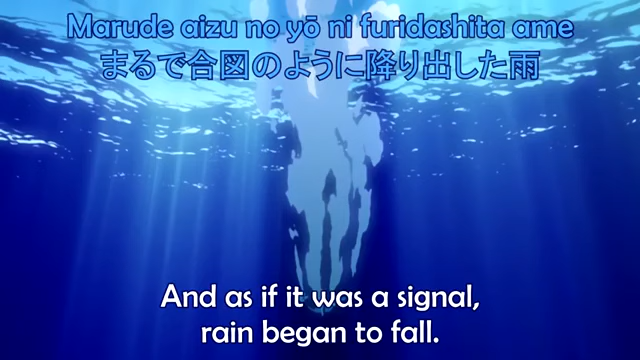 Marude aizu no yō ni furidashita ame
まるで合図のように降り出した雨
And as if it was a signal,
rain began to fall.